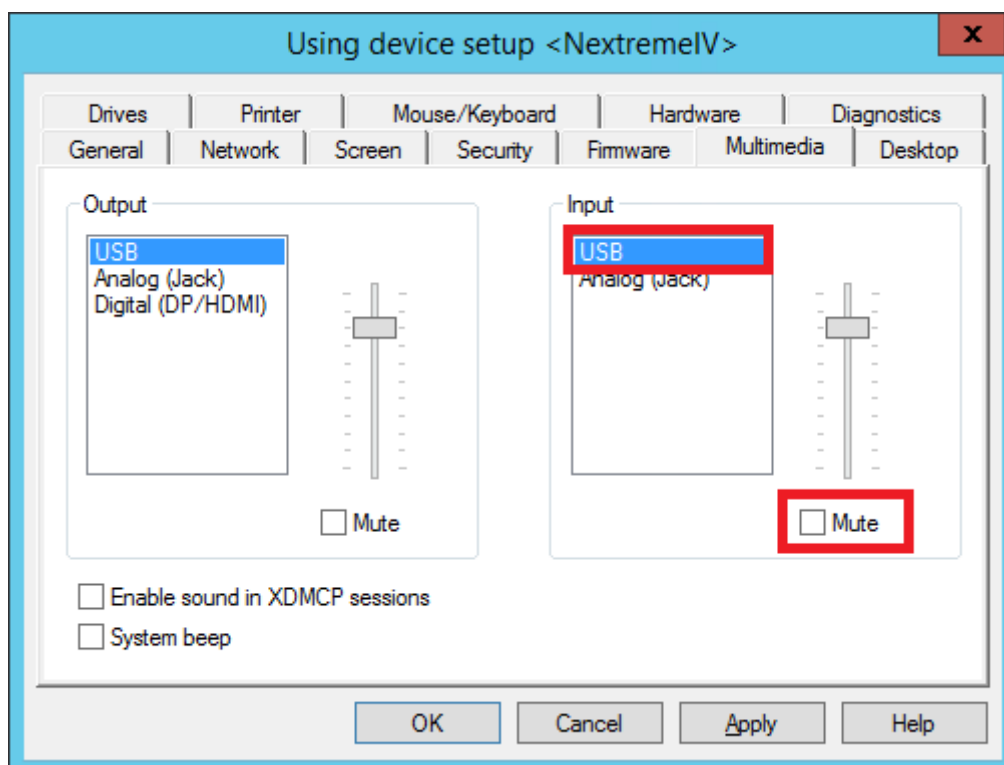 Using device setup <NextremeIV>
x
Drives Printer Mouse/Keyboard Hardware Diagnostics
General Network Screen Security Firmware Multimedia Desktop
Output
USB
Analog (Jack)
Digital (DP/HDMI)
Mute
Input
USB
Analog (Jack)
Mute
Enable sound in XDMCP sessions
System beep
OK Cancel Apply Help